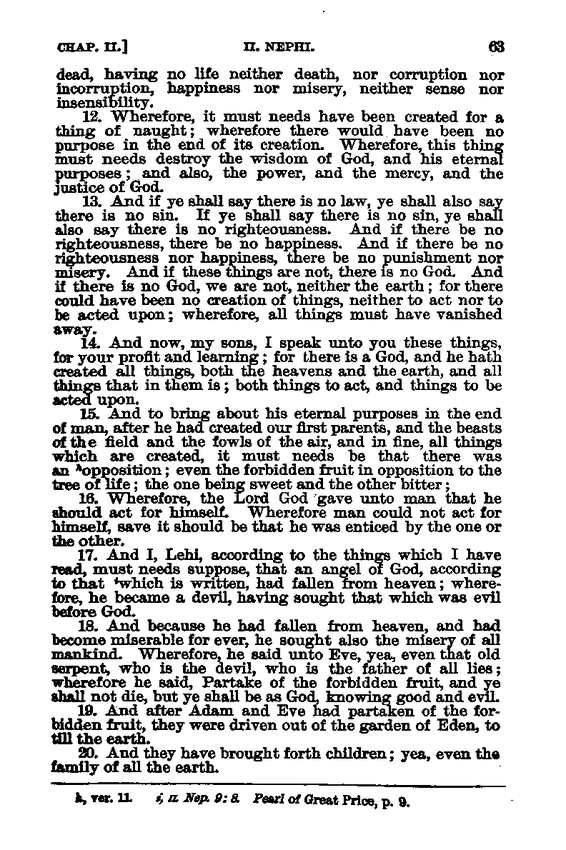 CHAP. II.] II. NEPHI. 63
dead, having no life neither death, nor corruption nor
incorruption, happiness nor misery, neither sense nor
insensibility.
12. Wherefore, it must needs have been created for a
thing of naught; wherefore there would have been no
purpose in the end of its creation. Wherefore, this thing
must needs destroy the wisdom of God, and his eternal
purposes; and also, the power, and the mercy, and the
justice of God.
13. And if ye shall say there is no law, ye shall also say
there is no sin. If ye shall say there is no sin, ye shall
also say there is no righteousness. And if there be no
righteousness, there be no happiness. And if there be no
righteousness nor happiness, there be no punishment nor
misery. And if these things are not, there is no God. And
if there is no God, we are not, neither the earth; for there
could have been no creation of things, neither to act nor to
be acted upon; wherefore, all things must have vanished
away.
14. And now, my sons, I speak unto you these things,
for your profit and learning; for there is a God, and he hath
created all things, both the heavens and the earth, and all
things that in them is; both things to act, and things to be
acted upon.
15. And to bring about his eternal purposes in the end
of man, after he had created our first parents, and the beasts
of the field and the fowls of the air, and in fine, all things
which are created, it must needs be that there was
an ʰopposition; even the forbidden fruit in opposition to the
tree of life; the one being sweet and the other bitter;
16. Wherefore, the Lord God gave unto man that he
should act for himself. Wherefore man could not act for
himself, save it should be that he was enticed by the one or
the other.
17. And I, Lehi, according to the things which I have
read, must needs suppose, that an angel of God, according
to that ⁱwhich is written, had fallen from heaven; where-
fore, he became a devil, having sought that which was evil
before God.
18. And because he had fallen from heaven, and had
become miserable for ever, he sought also the misery of all
mankind. Wherefore, he said unto Eve, yea, even that old
serpent, who is the devil, who is the father of all lies;
wherefore he said, Partake of the forbidden fruit, and ye
shall not die, but ye shall be as God, knowing good and evil.
19. And after Adam and Eve had partaken of the for-
bidden fruit, they were driven out of the garden of Eden, to
till the earth.
20. And they have brought forth children; yea, even the
family of all the earth.
h, ver. 11. i, II. Nep. 9: 8. Pearl of Great Price, p. 9.